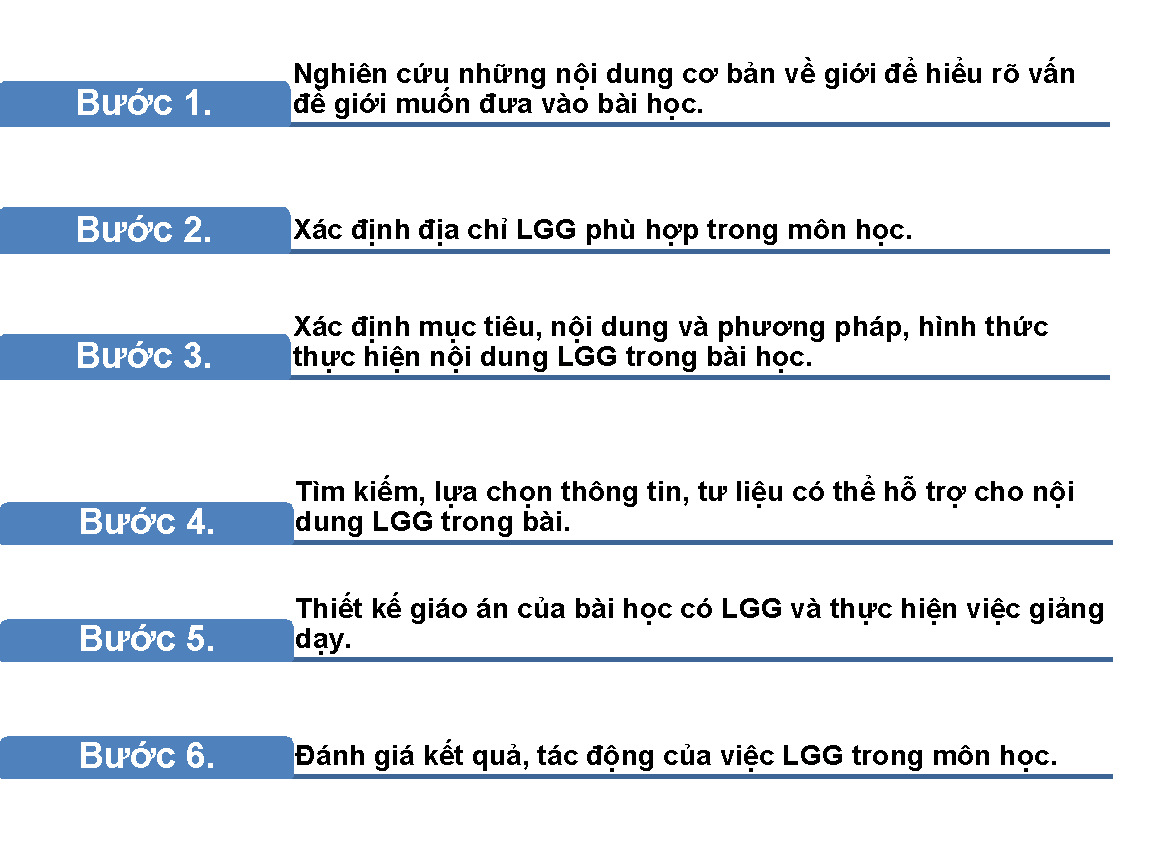 Bước 1.
Nghiên cứu những nội dung cơ bản về giới để hiểu rõ vấn
đề giới muốn đưa vào bài học.
Bước 2.
Xác định địa chỉ LGG phù hợp trong môn học.
Bước 3.
Xác định mục tiêu, nội dung và phương pháp, hình thức
thực hiện nội dung LGG trong bài học.
Bước 4.
Tìm kiếm, lựa chọn thông tin, tư liệu có thể hỗ trợ cho nội
dung LGG trong bài.
Bước 5.
Thiết kế giáo án của bài học có LGG và thực hiện việc giảng
dạy.
Bước 6.
Đánh giá kết quả, tác động của việc LGG trong môn học.